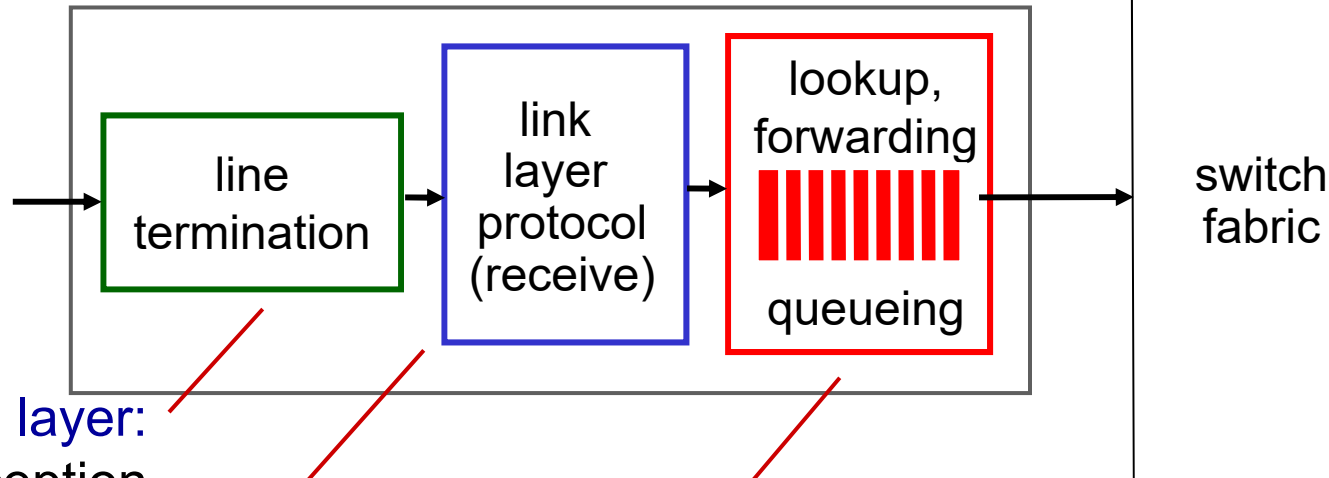 line
termination
link
layer
protocol
(receive)
lookup,
forwarding
queueing
switch
fabric
layer: